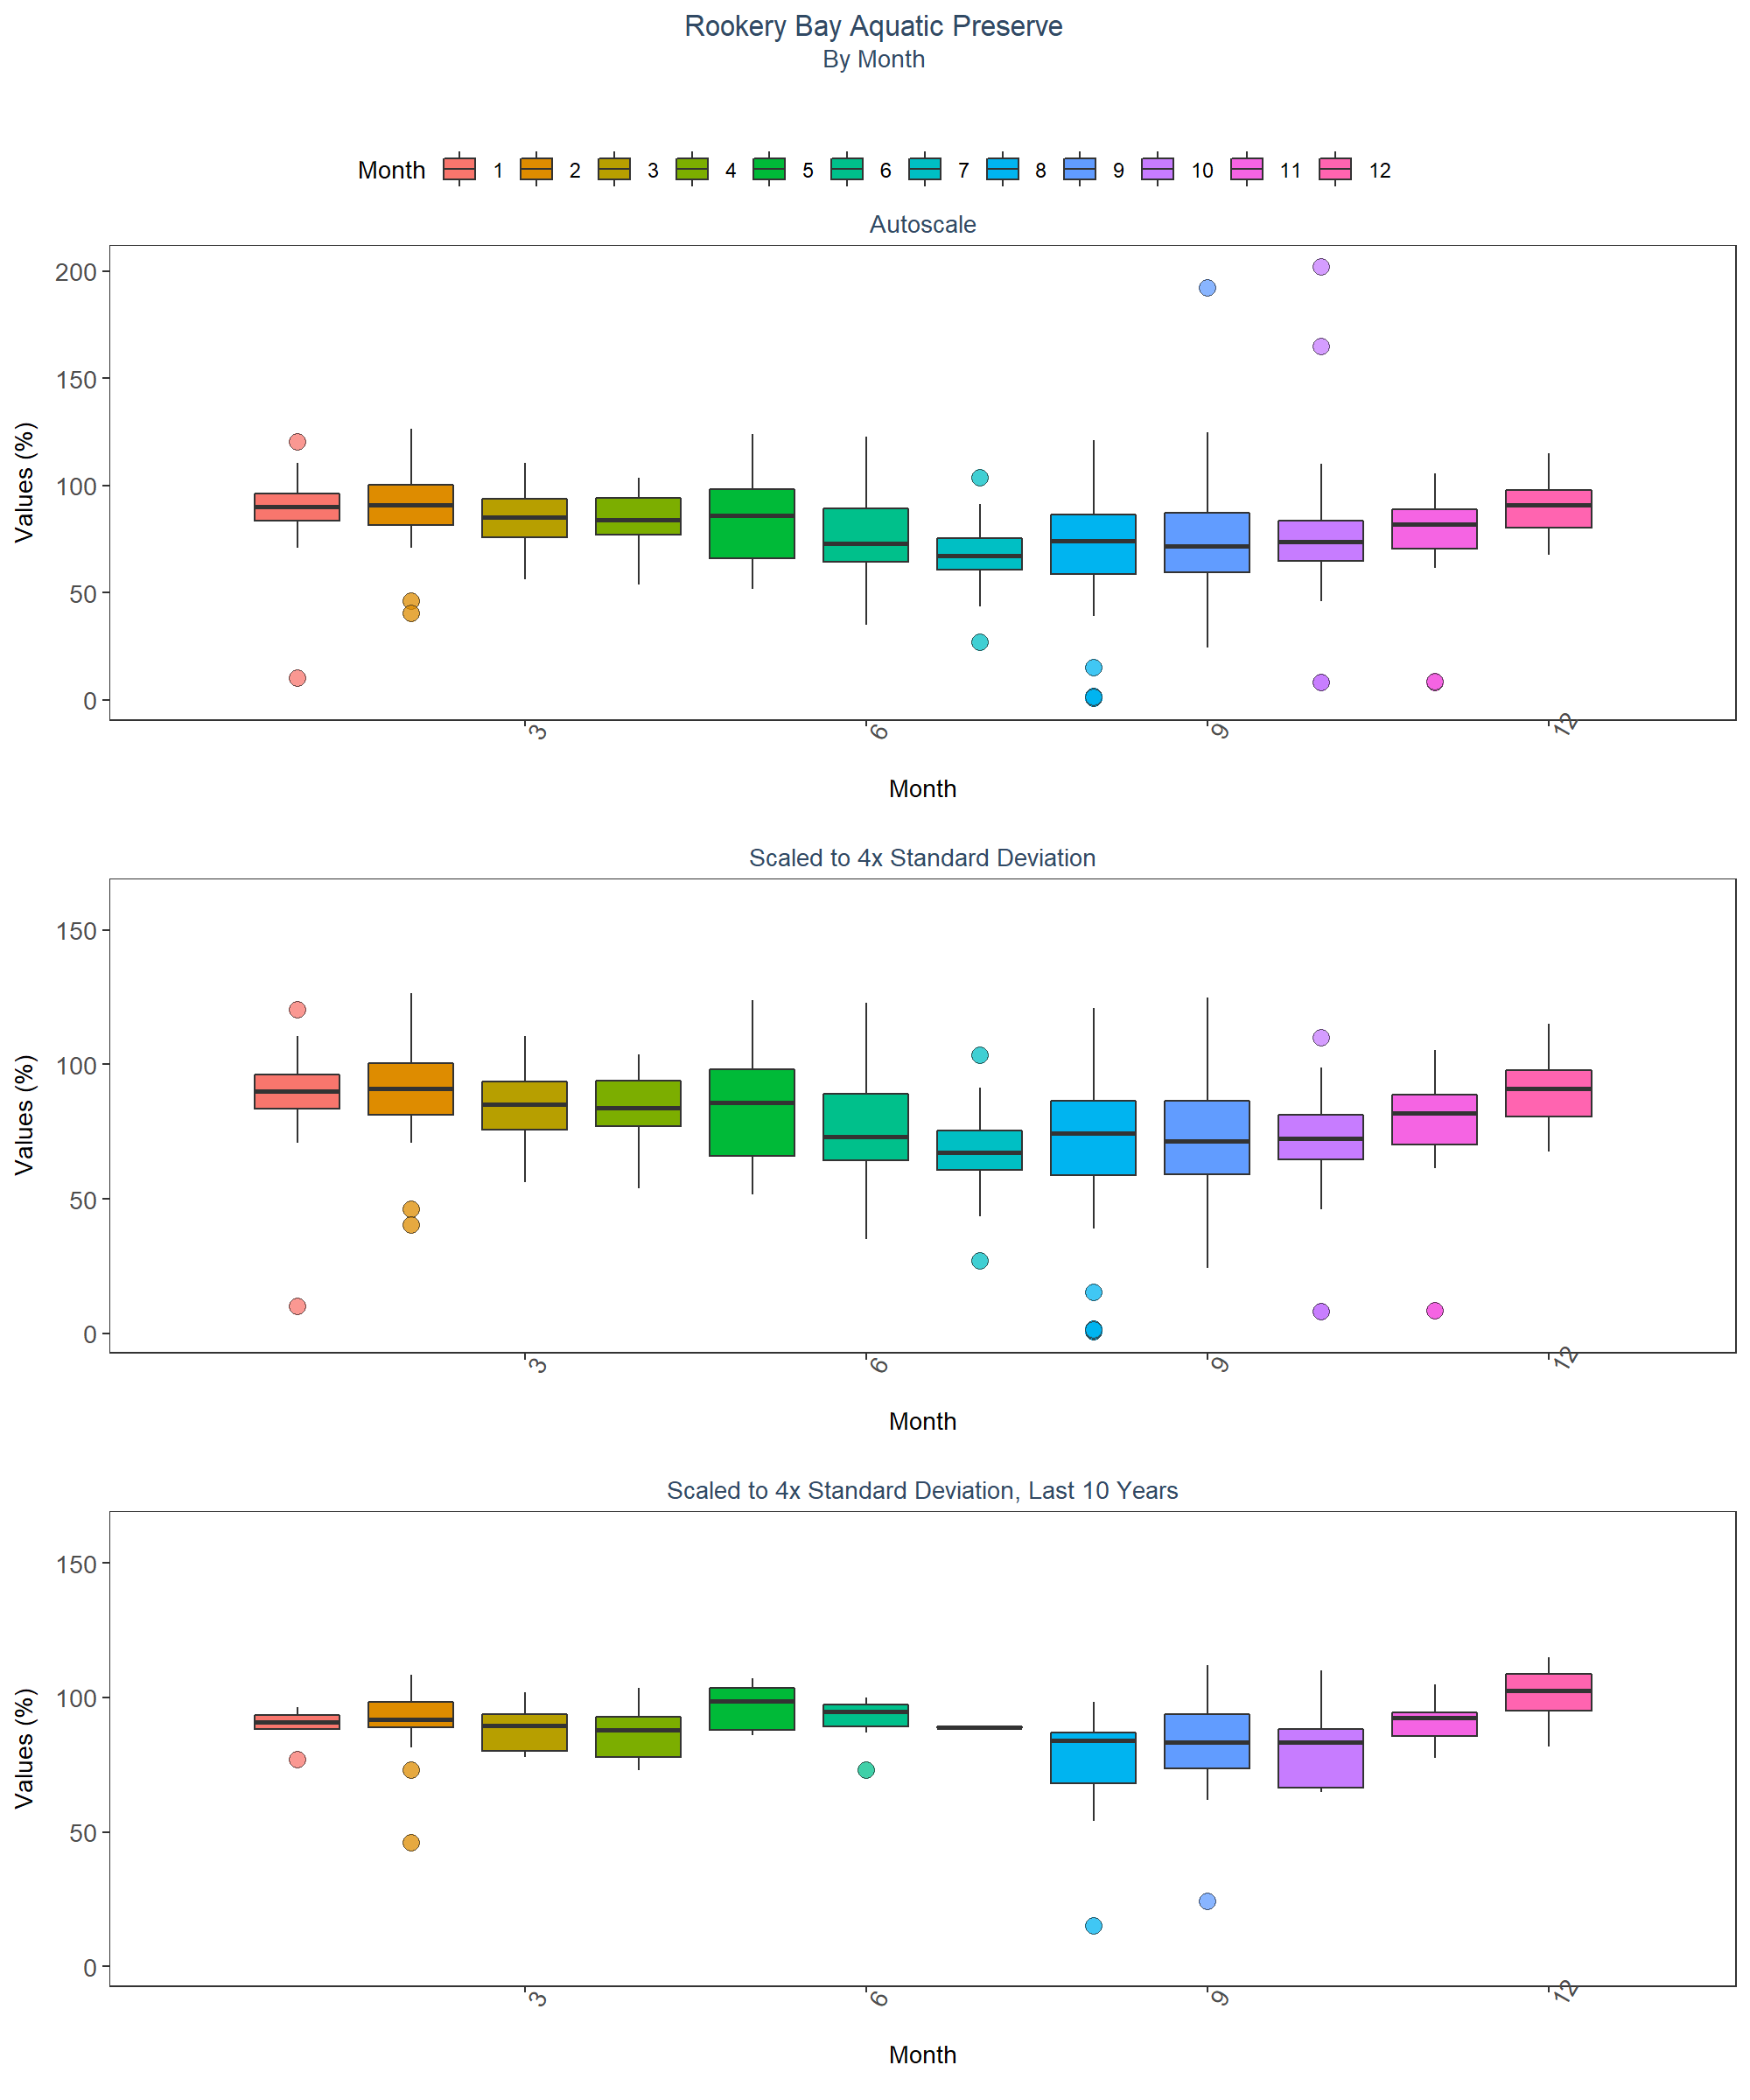 Rookery Bay Aquatic Preserve
By Month
Month 1 2 3 4 5 6 7 8 9 10 11 12
Autoscale
Values (%)
200
150
100
50
0
3 6 9 12
Month
Scaled to 4x Standard Deviation
Values (%)
150
100
50
0
3 6 9 12
Month
Scaled to 4x Standard Deviation, Last 10 Years
Values (%)
150
100
50
0
3 6 9 12
Month